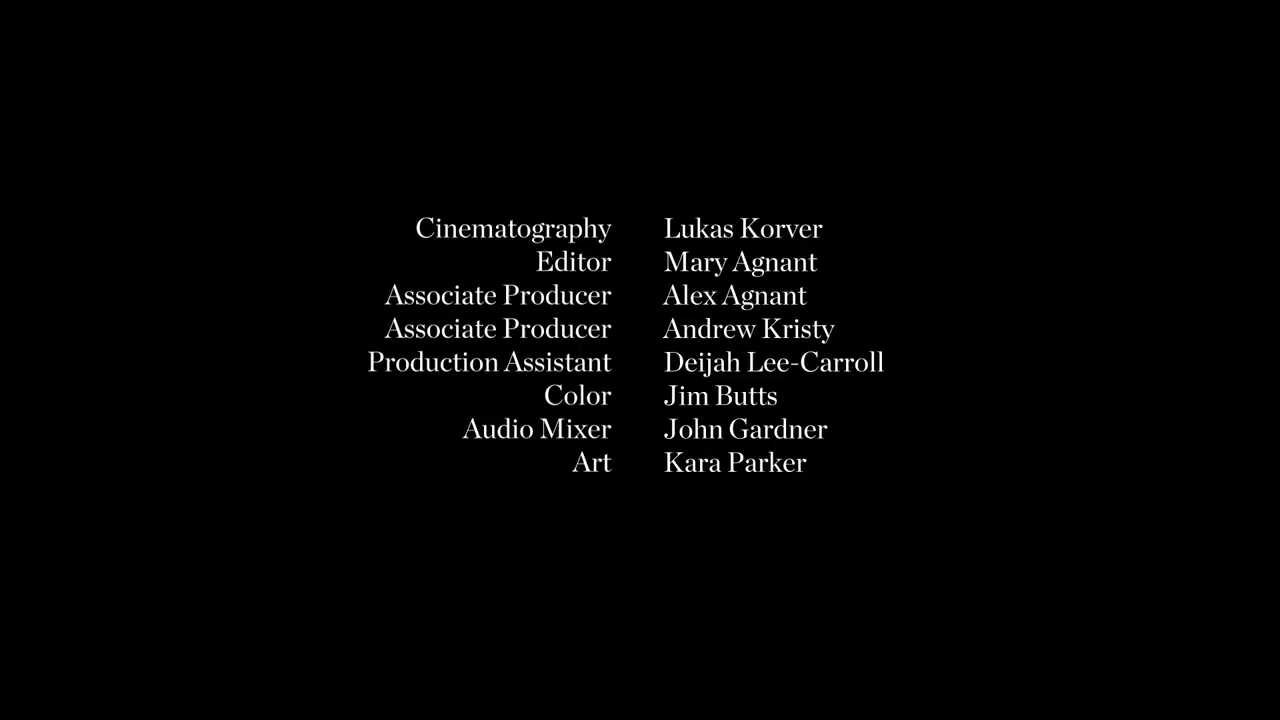 Cinematography Lukas Korver
Editor Mary Agnant
Associate Producer Alex Agnant
Associate Producer Andrew Kristy
Production Assistant Deijah Lee-Carroll
Color Jim Butts
Audio Mixer John Gardner
Art Kara Parker